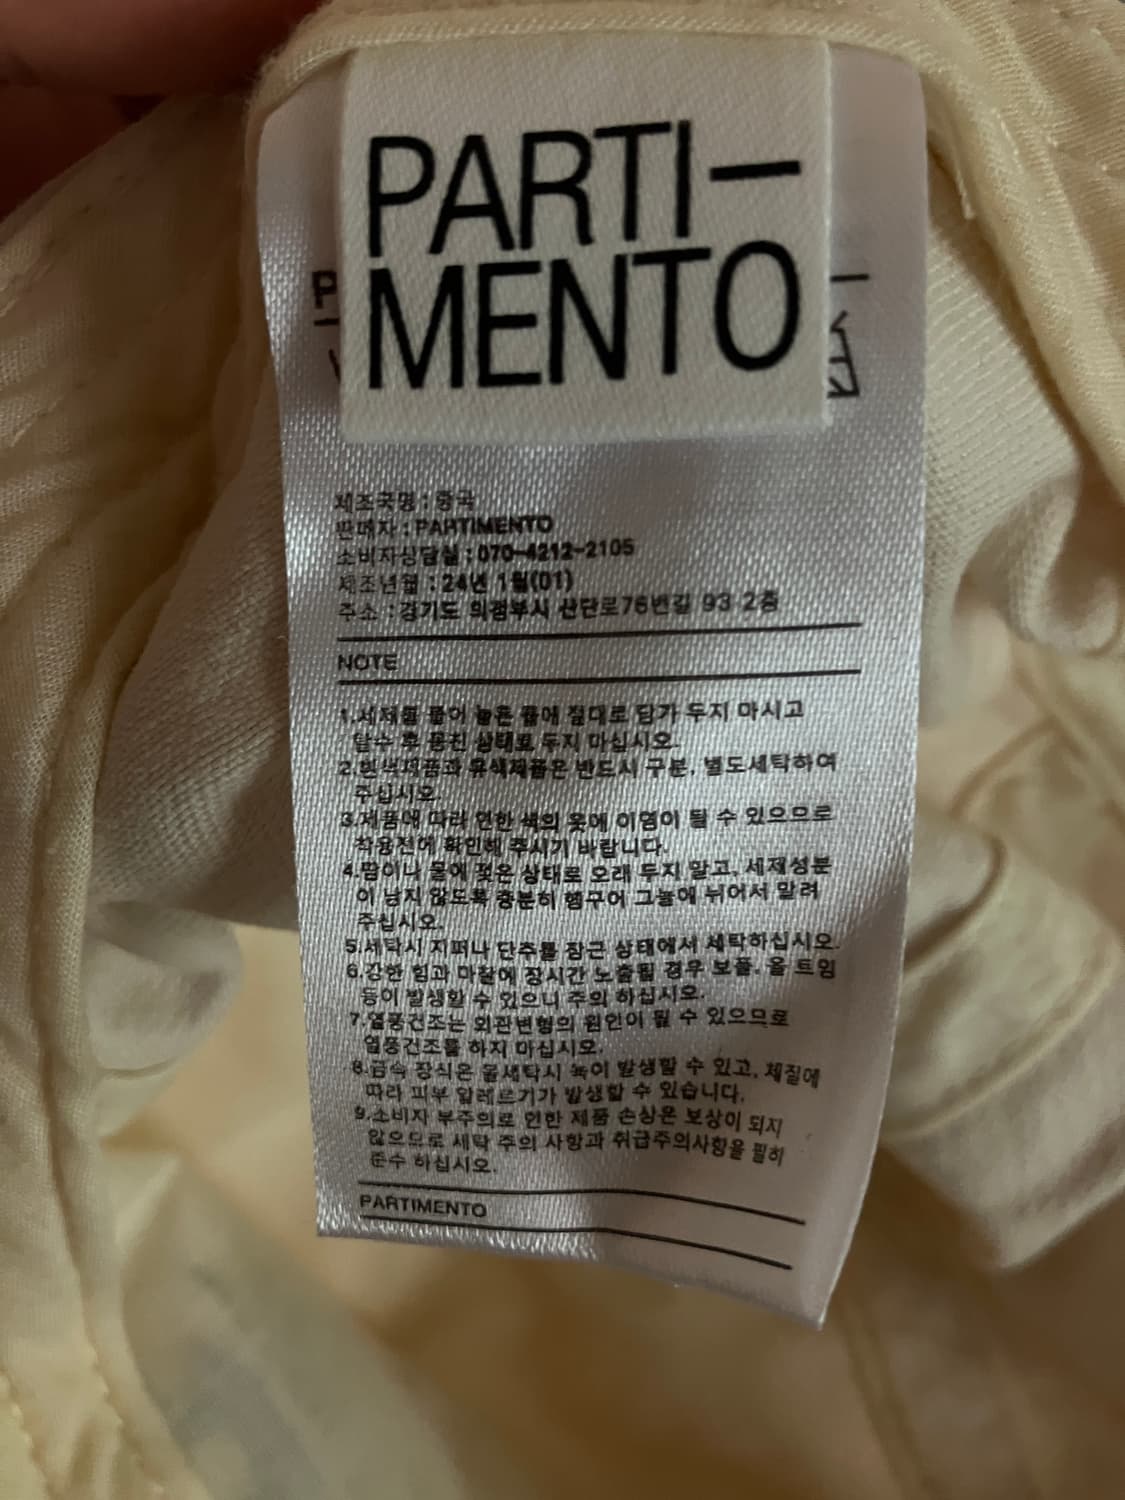 PARTI-
MENTO
제조국명 : 중국
판매자 : PARTIMENTO
소비자상담실 : 070-4212-2105
제조년월 : 24년 1월(01)
주소 : 경기도 의정부시 산단로76번길 93 2층
NOTE
1.세제를 풀어 놓은 물에 절대로 담가 두지 마시고
탈수 후 뭉친 상태로 두지 마십시오.
2.흰색제품과 유색제품은 반드시 구분, 별도세탁하여
주십시오.
3.제품에 따라 연한 색의 옷에 이염이 될 수 있으므로
착용전에 확인해 주시기 바랍니다.
4.땀이나 물에 젖은 상태로 오래 두지 말고, 세제성분
이 남지 않도록 충분히 헹구어 그늘에 뉘어서 말려
주십시오.
5.세탁시 지퍼나 단추를 잠근 상태에서 세탁하십시오.
6.강한 힘과 마찰에 장시간 노출될 경우 보풀, 올 트임
등이 발생할 수 있으니 주의 하십시오.
7.열풍건조는 외관변형의 원인이 될 수 있으므로
열풍건조를 하지 마십시오.
8.금속 장식은 물세탁시 녹이 발생할 수 있고, 체질에
따라 피부 알레르기가 발생할 수 있습니다.
9.소비자 부주의로 인한 제품 손상은 보상이 되지
않으므로 세탁 주의 사항과 취급주의사항을 필히
준수 하십시오.
PARTIMENTO